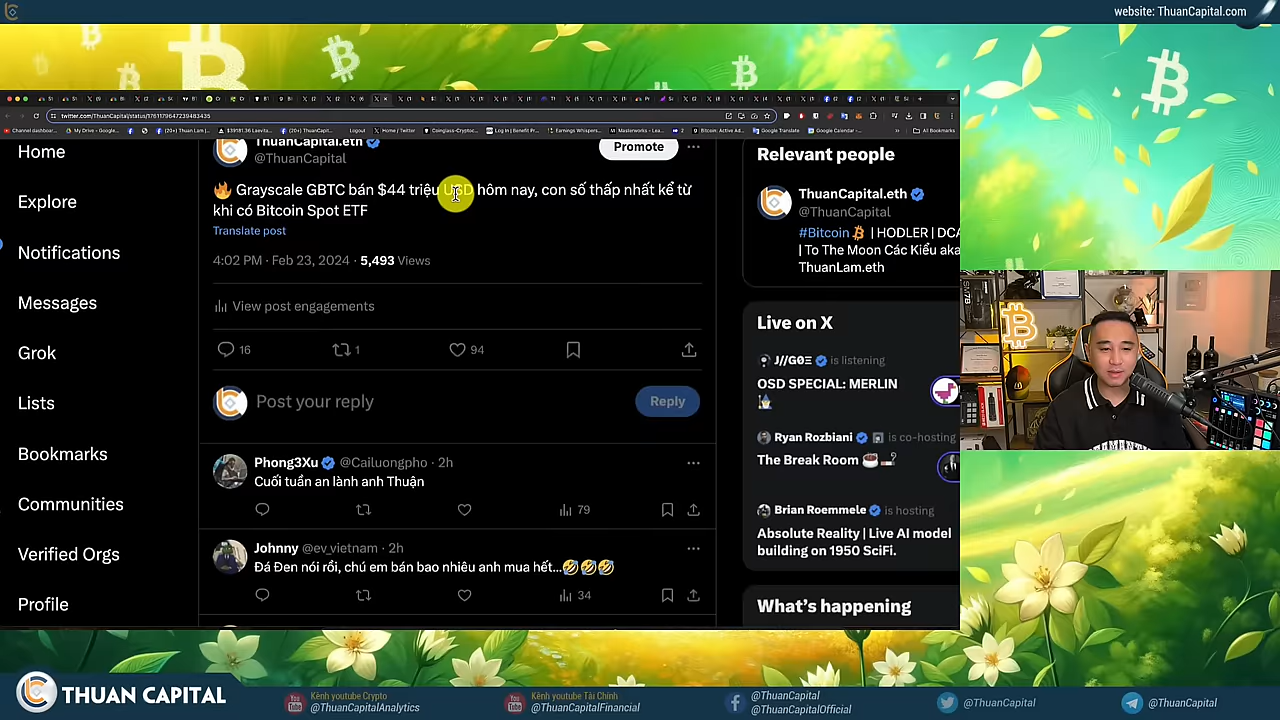 website: ThuanCapital.com
twitter.com/ThuanCapital/status/1761179647239483435
Home
Explore
Notifications
Messages
Grok
Lists
Bookmarks
Communities
Verified Orgs
Profile
ThuanCapital.eth
@ThuanCapital
Promote
🔥 Grayscale GBTC bán $44 triệu USD hôm nay, con số thấp nhất kể từ
khi có Bitcoin Spot ETF
Translate post
4:02 PM · Feb 23, 2024 · 5,493 Views
View post engagements
16 1 94
Post your reply
Reply
Phong3Xu @Cailuongpho · 2h
Cuối tuần an lành anh Thuận
79
Johnny @ev_vietnam · 2h
Đá Đen nói rồi, chú em bán bao nhiêu anh mua hết...🤣🤣🤣
34
Relevant people
ThuanCapital.eth
@ThuanCapital
#Bitcoin | HODLER | DCA
| To The Moon Các Kiểu aka
ThuanLam.eth
Live on X
J//GΘΞ is listening
OSD SPECIAL: MERLIN
🧙‍♂️
Ryan Rozbiani is co-hosting
The Break Room ☕🚬
Brian Roemmele is hosting
Absolute Reality | Live AI model
building on 1950 SciFi.
What's happening
THUAN CAPITAL
Kênh youtube Crypto
@ThuanCapitalAnalytics
Kênh youtube Tài Chính
@ThuanCapitalFinancial
@ThuanCapital
@ThuanCapitalOfficial
@ThuanCapital
@ThuanCapital